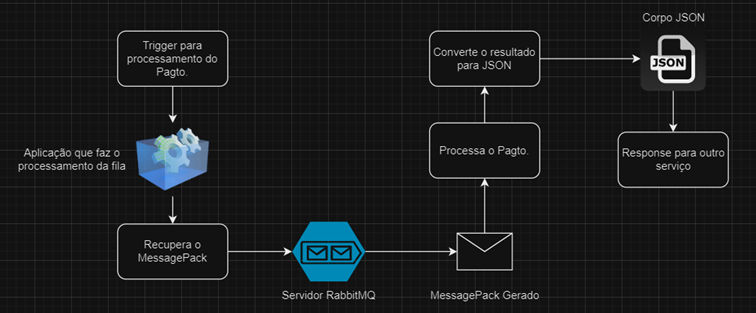 Trigger para
processamento do
Pagto.
Aplicação que faz o
processamento da fila
Recupera o
MessagePack
Servidor RabbitMQ
MessagePack Gerado
Processa o Pagto.
Converte o resultado
para JSON
Corpo JSON
JSON
Response para outro
serviço